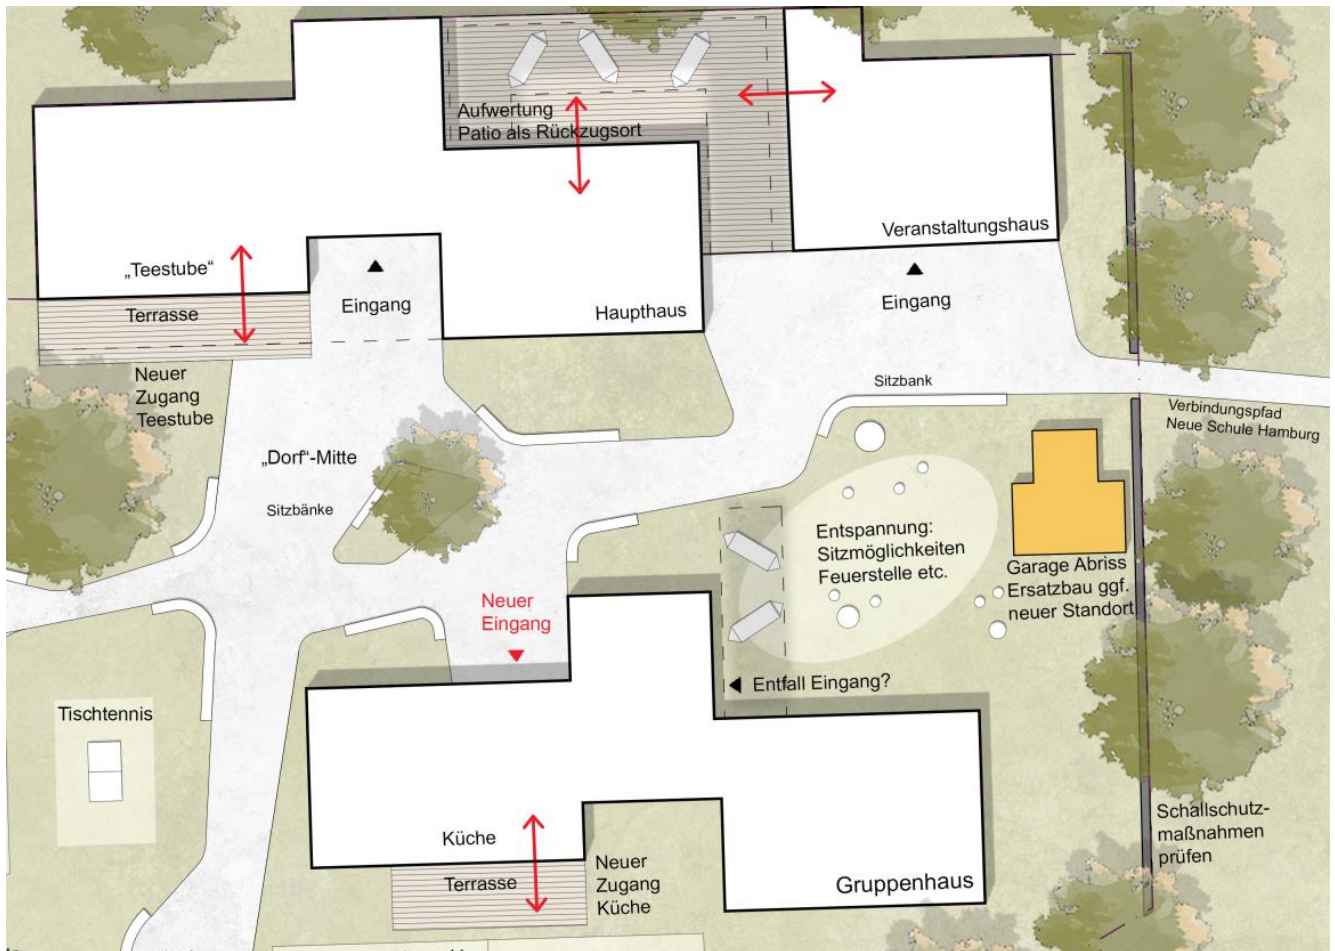 Aufwertung
Patio als Rückzugsort
Veranstaltungshaus
„Teestube“
Eingang
Haupthaus
Eingang
Terrasse
Neuer
Zugang
Teestube
Sitzbank
Verbindungspfad
Neue Schule Hamburg
„Dorf“-Mitte
Sitzbänke
Entspannung:
Sitzmöglichkeiten
Feuerstelle etc.
Garage Abriss
Ersatzbau ggf.
neuer Standort
Neuer
Eingang
Entfall Eingang?
Tischtennis
Küche
Terrasse
Neuer
Zugang
Küche
Gruppenhaus
Schallschutz-
maßnahmen
prüfen